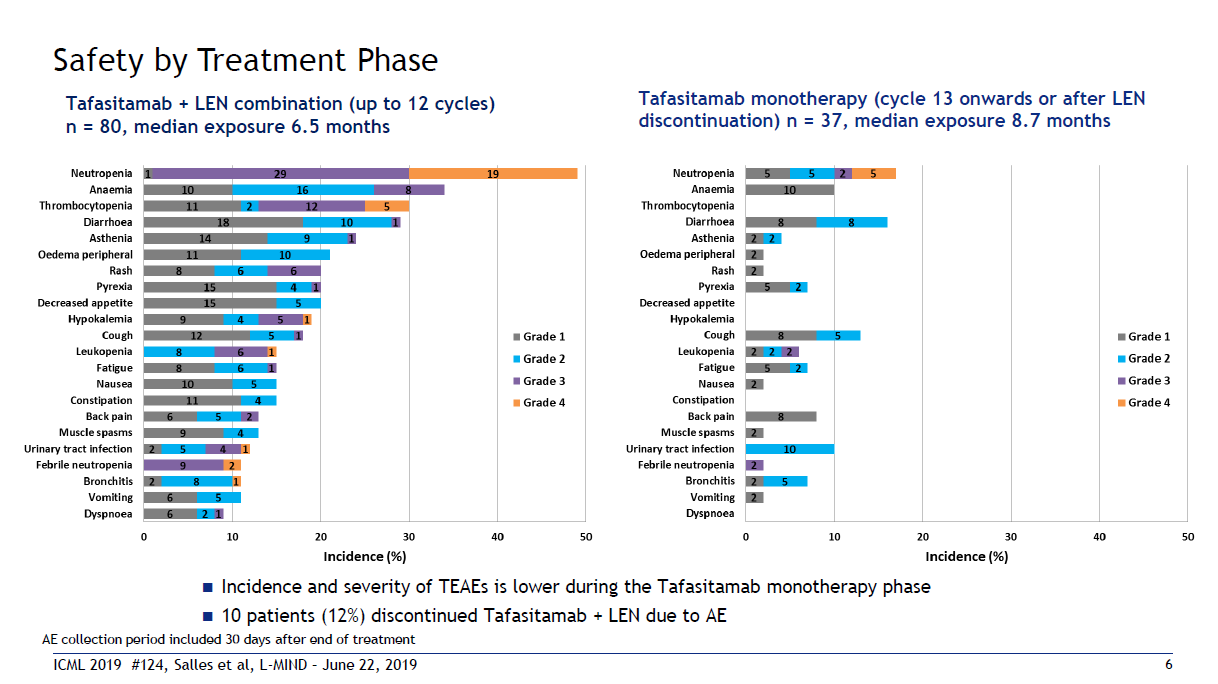 Safety by Treatment Phase
Tafasitamab + LEN combination (up to 12 cycles)
n = 80, median exposure 6.5 months
Neutropenia 1 29 19
Anaemia 10 16 8
Thrombocytopenia 11 2 12 5
Diarrhoea 18 10 1
Asthenia 14 9 1
Oedema peripheral 11 10
Rash 8 6 6
Pyrexia 15 4 1
Decreased appetite 15 5
Hypokalemia 9 4 5 1
Cough 12 5 1
Leukopenia 8 6 1
Fatigue 8 6 1
Nausea 10 5
Constipation 11 4
Back pain 6 5 2
Muscle spasms 9 4
Urinary tract infection 2 5 4 1
Febrile neutropenia 9 2
Bronchitis 2 8 1
Vomiting 6 5
Dyspnoea 6 2 1
0 10 20 30 40 50
Incidence (%)
Grade 1
Grade 2
Grade 3
Grade 4
Tafasitamab monotherapy (cycle 13 onwards or after LEN
discontinuation) n = 37, median exposure 8.7 months
Neutropenia 5 5 2 5
Anaemia 10
Thrombocytopenia
Diarrhoea 8 8
Asthenia 2 2
Oedema peripheral 2
Rash 2
Pyrexia 5 2
Decreased appetite
Hypokalemia
Cough 8 5
Leukopenia 2 2 2
Fatigue 5 2
Nausea 2
Constipation
Back pain 8
Muscle spasms 2
Urinary tract infection 10
Febrile neutropenia 2
Bronchitis 2 5
Vomiting 2
Dyspnoea
0 10 20 30 40 50
Incidence (%)
Grade 1
Grade 2
Grade 3
Grade 4
■ Incidence and severity of TEAEs is lower during the Tafasitamab monotherapy phase
■ 10 patients (12%) discontinued Tafasitamab + LEN due to AE
AE collection period included 30 days after end of treatment
ICML 2019 #124, Salles et al, L-MIND – June 22, 2019
6